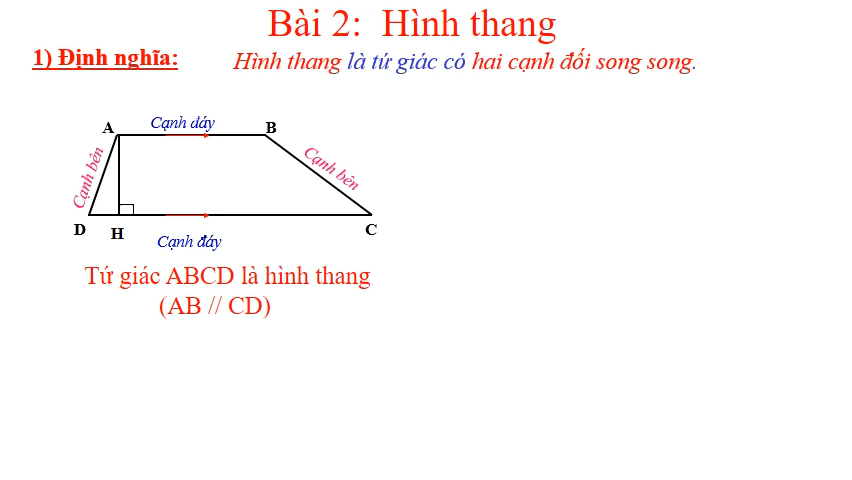 Bài 2: Hình thang
1) Định nghĩa:
Hình thang là tứ giác có hai cạnh đối song song.
A
Cạnh đáy
B
Cạnh bên
Cạnh bên
D
H
Cạnh đáy
C
Tứ giác ABCD là hình thang
(AB // CD)